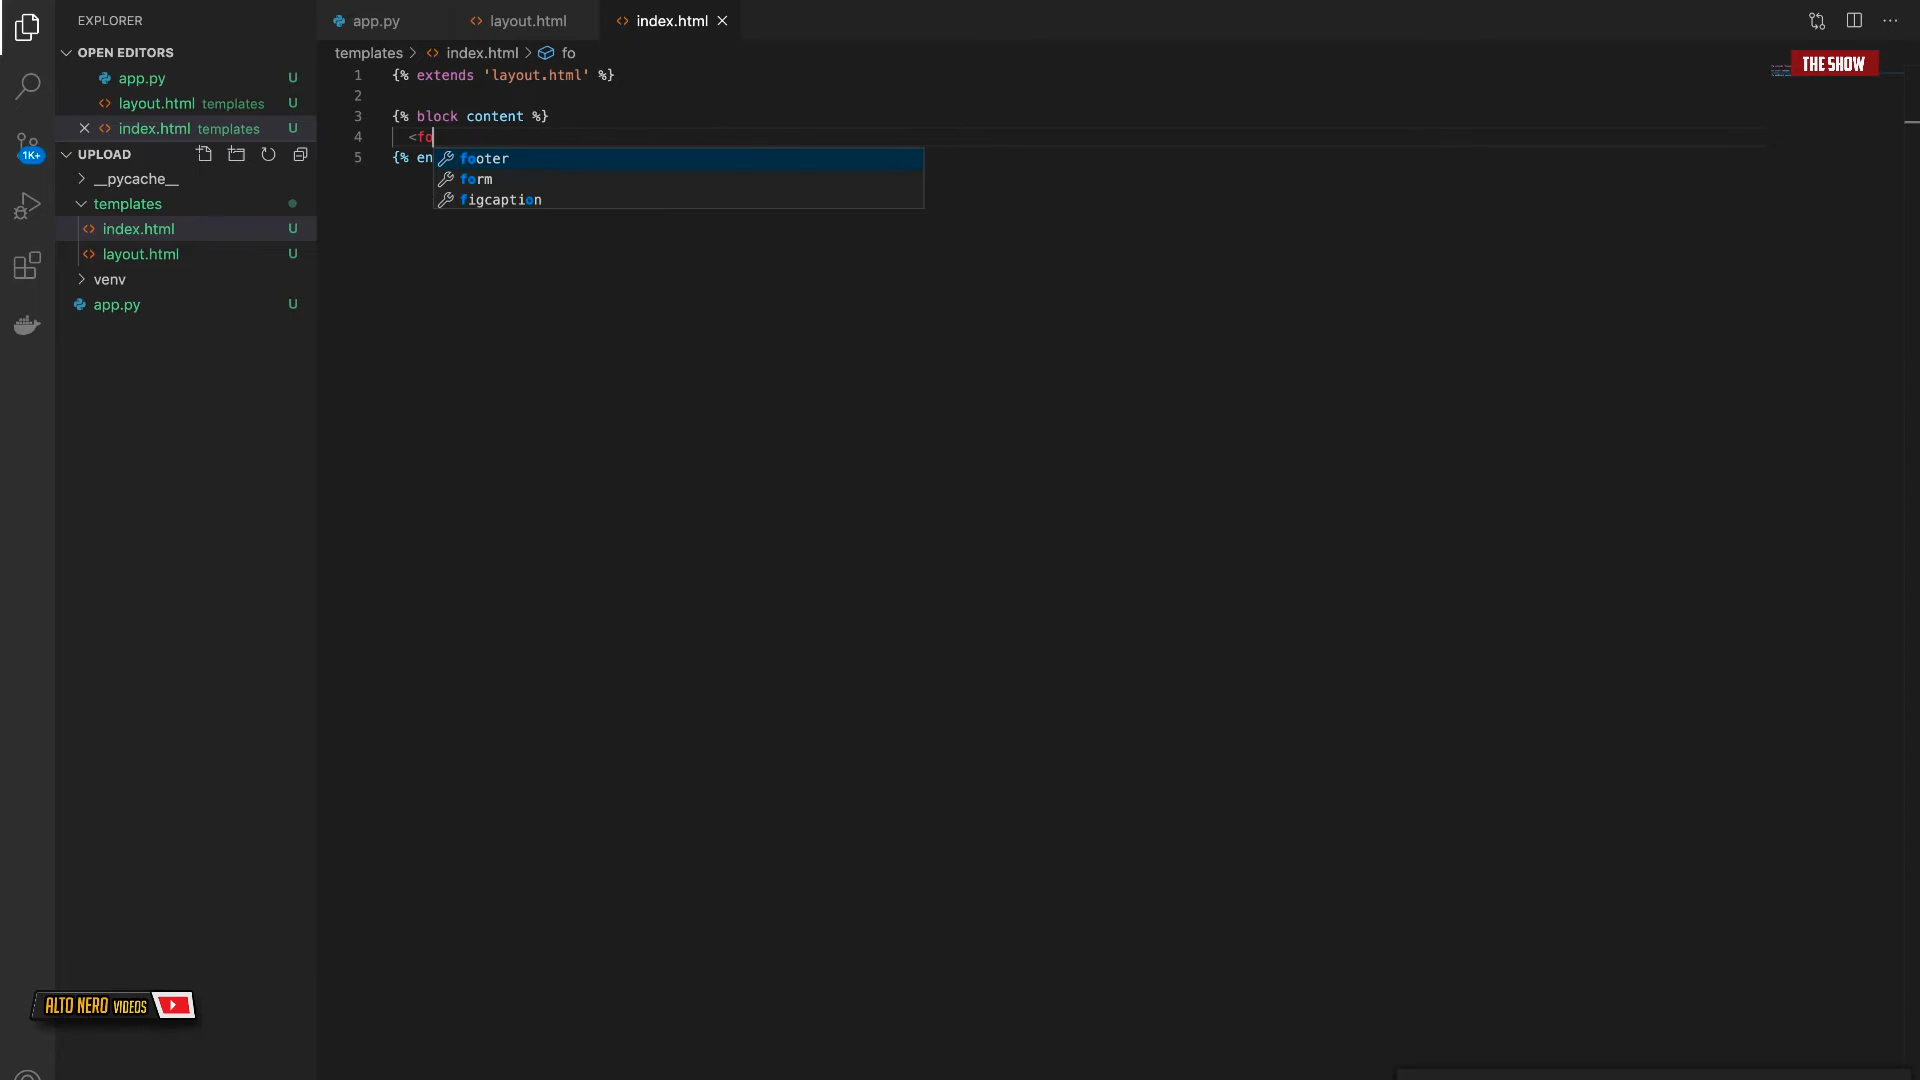 EXPLORER
OPEN EDITORS
app.py U
layout.html templates U
index.html templates U
1K+
UPLOAD
__pycache__
templates
index.html U
layout.html U
venv
app.py U
app.py layout.html index.html
templates > index.html > fo
THE SHOW
1 {% extends 'layout.html' %}
2
3 {% block content %}
4 <fo
5 {% en
footer
form
figcaption
ALTO NERO VIDEOS